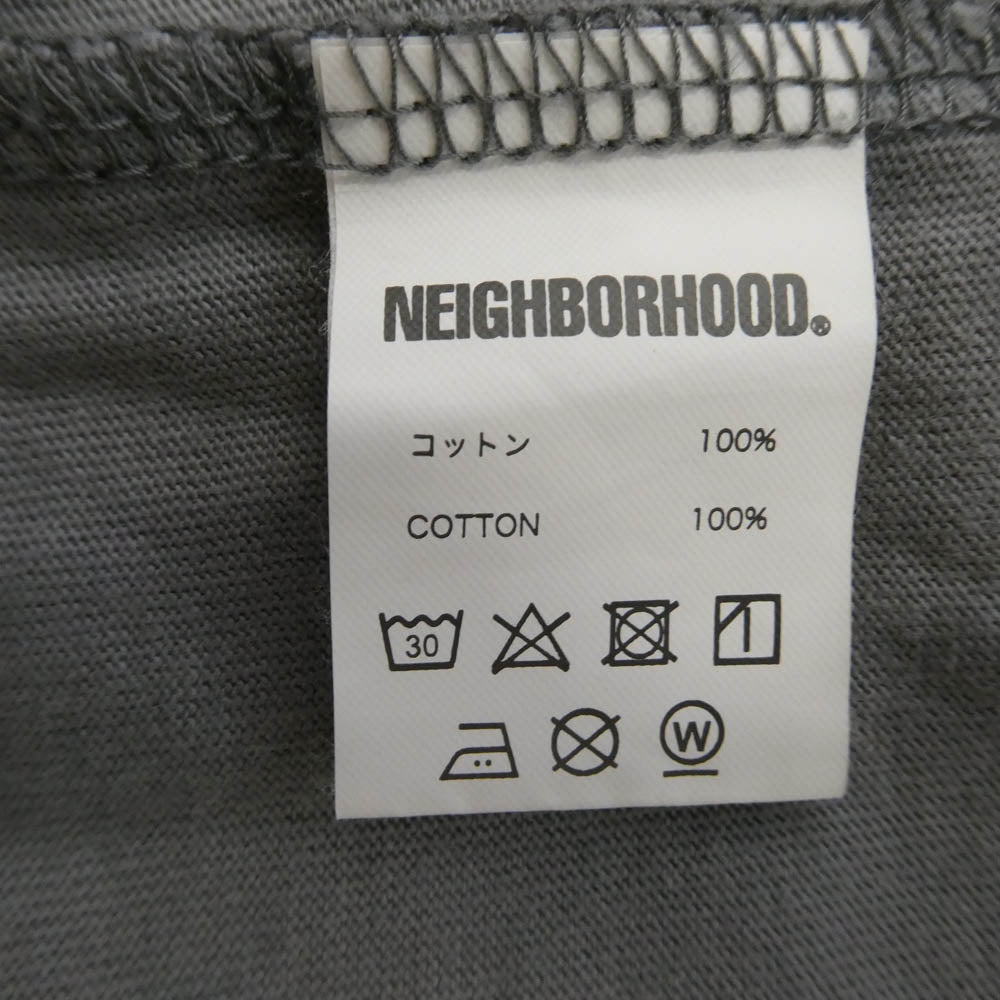 NEIGHBORHOOD®
コットン 100%
COTTON 100%
30
W